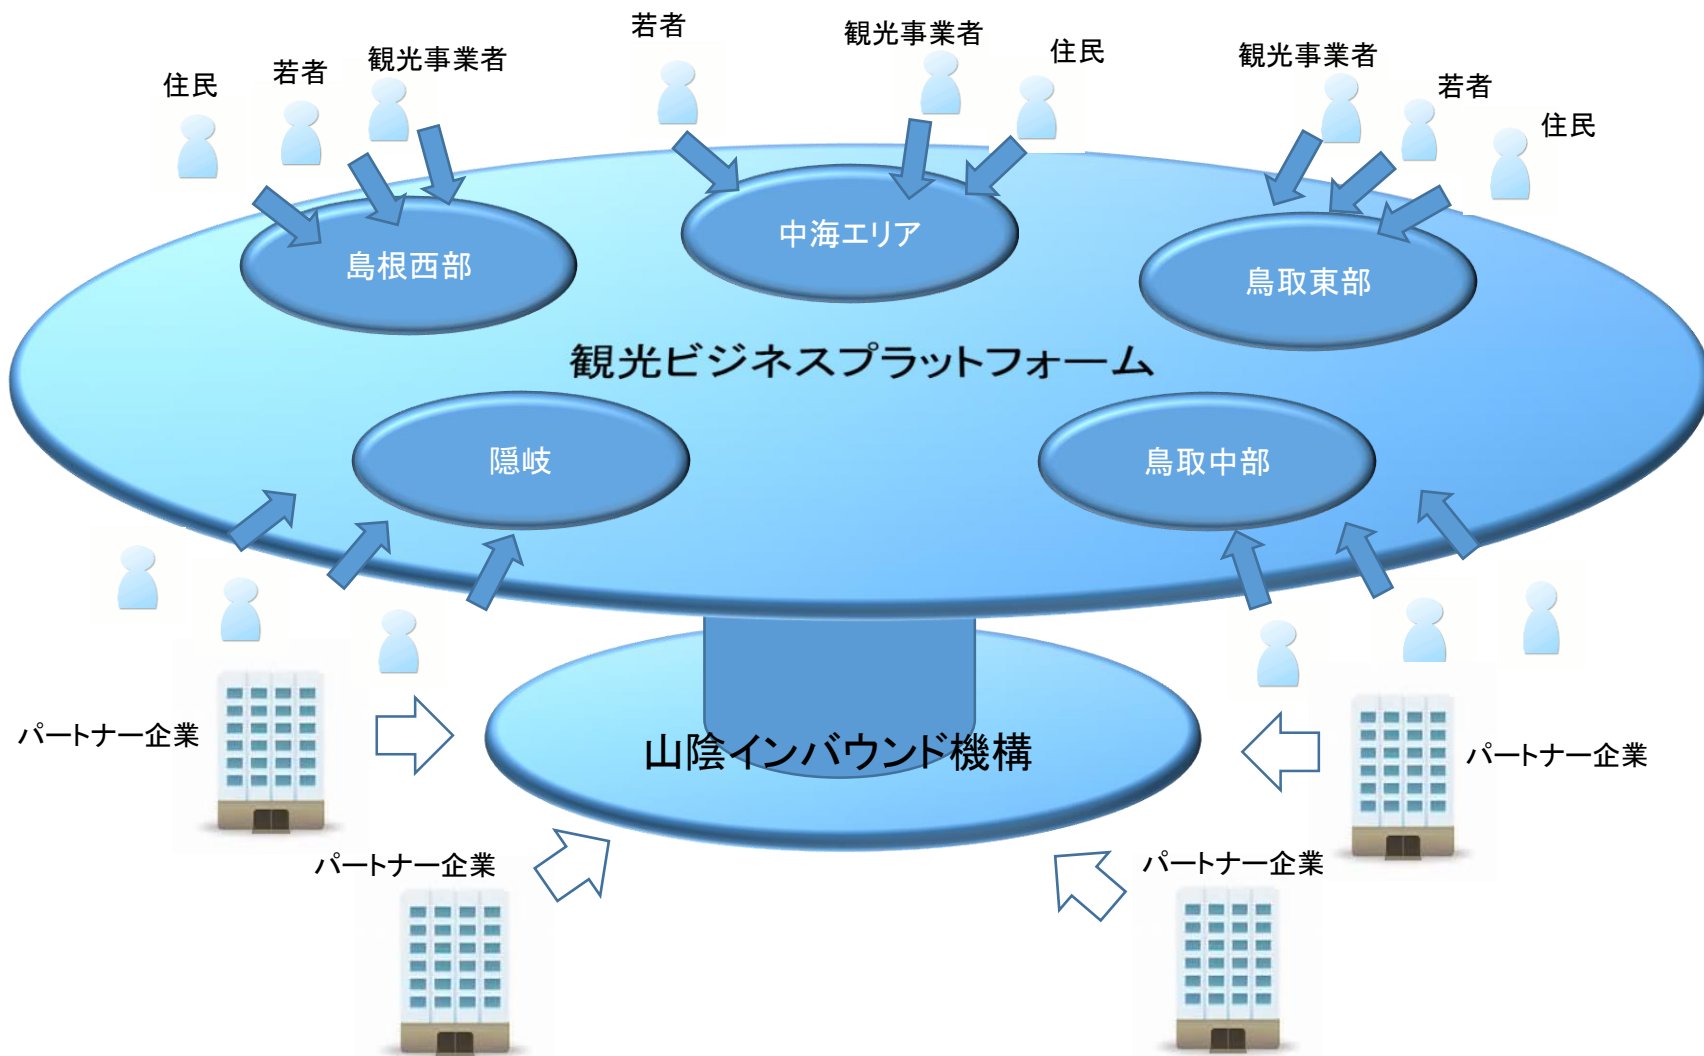 若者
観光事業者
住民
観光事業者
若者
住民
観光事業者
若者
住民
島根西部
中海エリア
鳥取東部
観光ビジネスプラットフォーム
隠岐
鳥取中部
パートナー企業
山陰インバウンド機構
パートナー企業
パートナー企業
パートナー企業